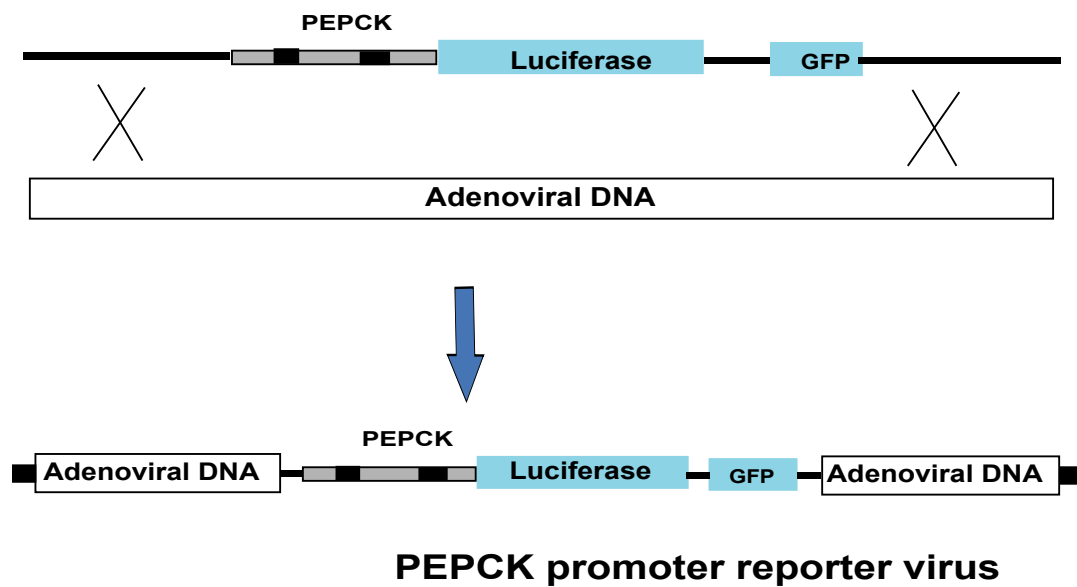 PEPCK
Luciferase GFP
Adenoviral DNA
PEPCK
Adenoviral DNA Luciferase GFP Adenoviral DNA
PEPCK promoter reporter virus